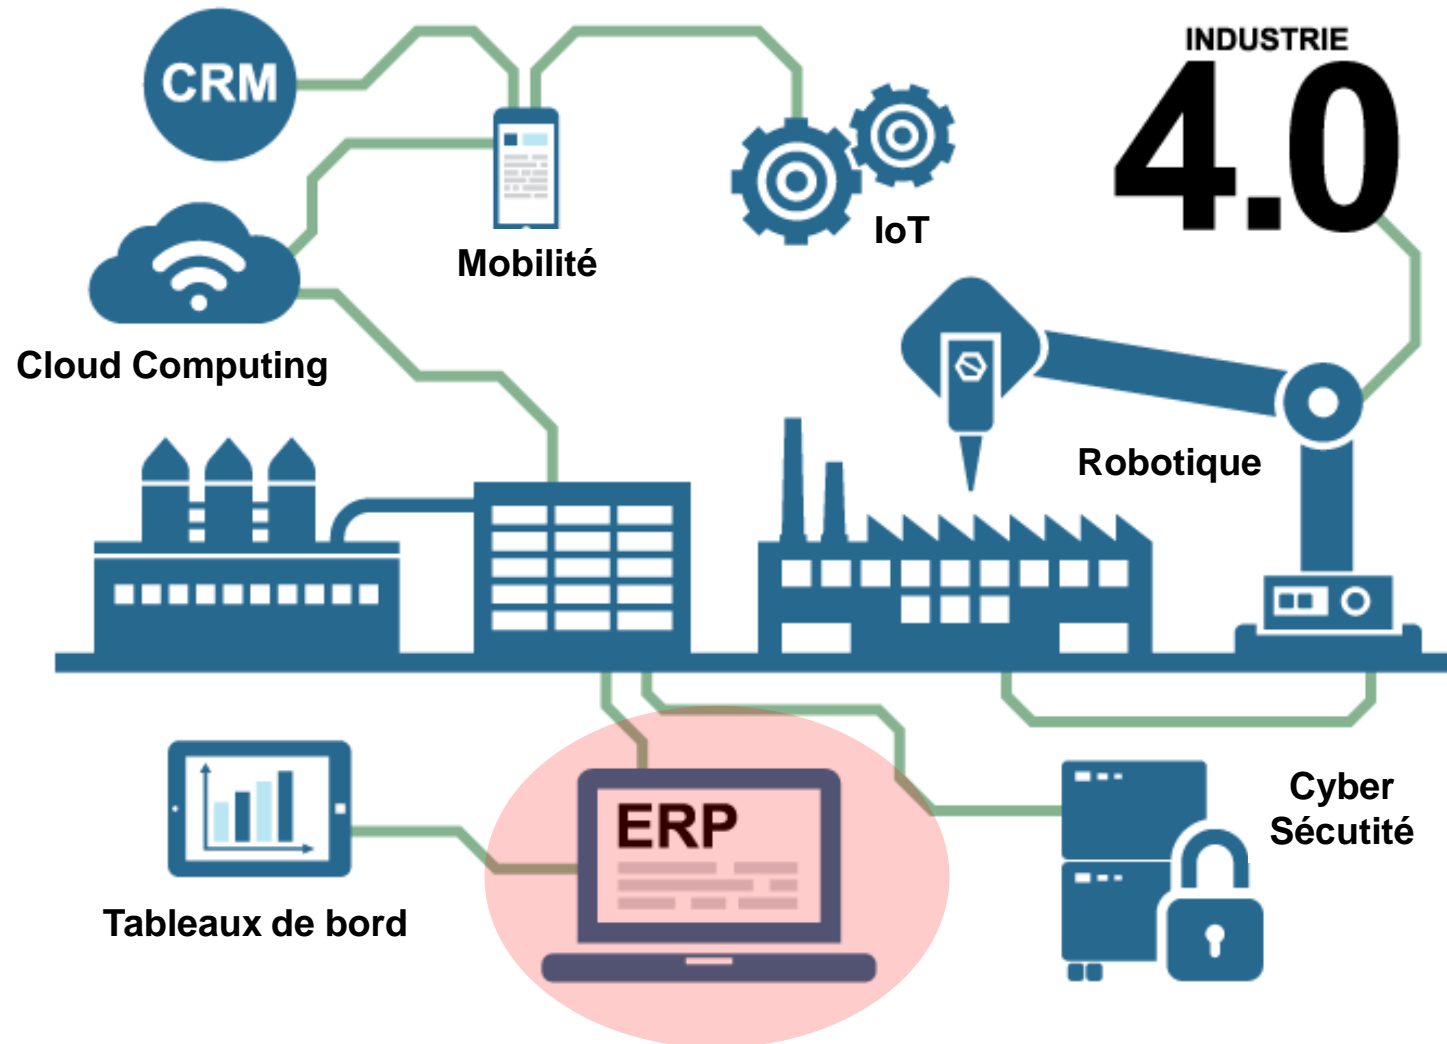 CRM
INDUSTRIE
4.0
IoT
Mobilité
Cloud Computing
Robotique
ERP
Cyber
Sécutité
Tableaux de bord